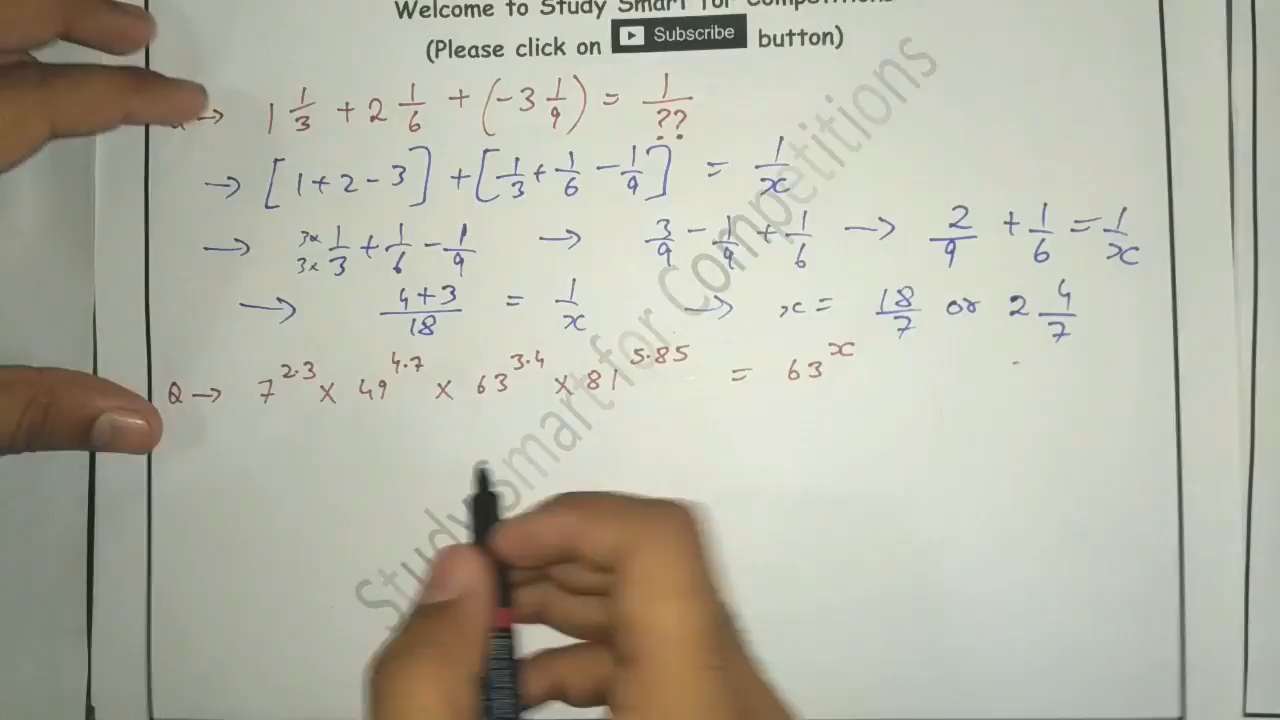 Welcome to Study Smart for Competitions
(Please click on Subscribe button)
→ 1 1/3 + 2 1/6 + (-3 1/9) = 1/??
→ [1+2-3] + [1/3 + 1/6 - 1/9] = 1/x
→ 3x 1/3x 3 + 1/6 - 1/9 → 3/9 - 1/9 + 1/6 → 2/9 + 1/6 = 1/x
→ 4+3/18 = 1/x → x = 18/7 or 2 4/7
Q → 7^2.3 × 49^4.7 × 63^3.4 × 81^5.85 = 63^x
Study Smart for Competitions